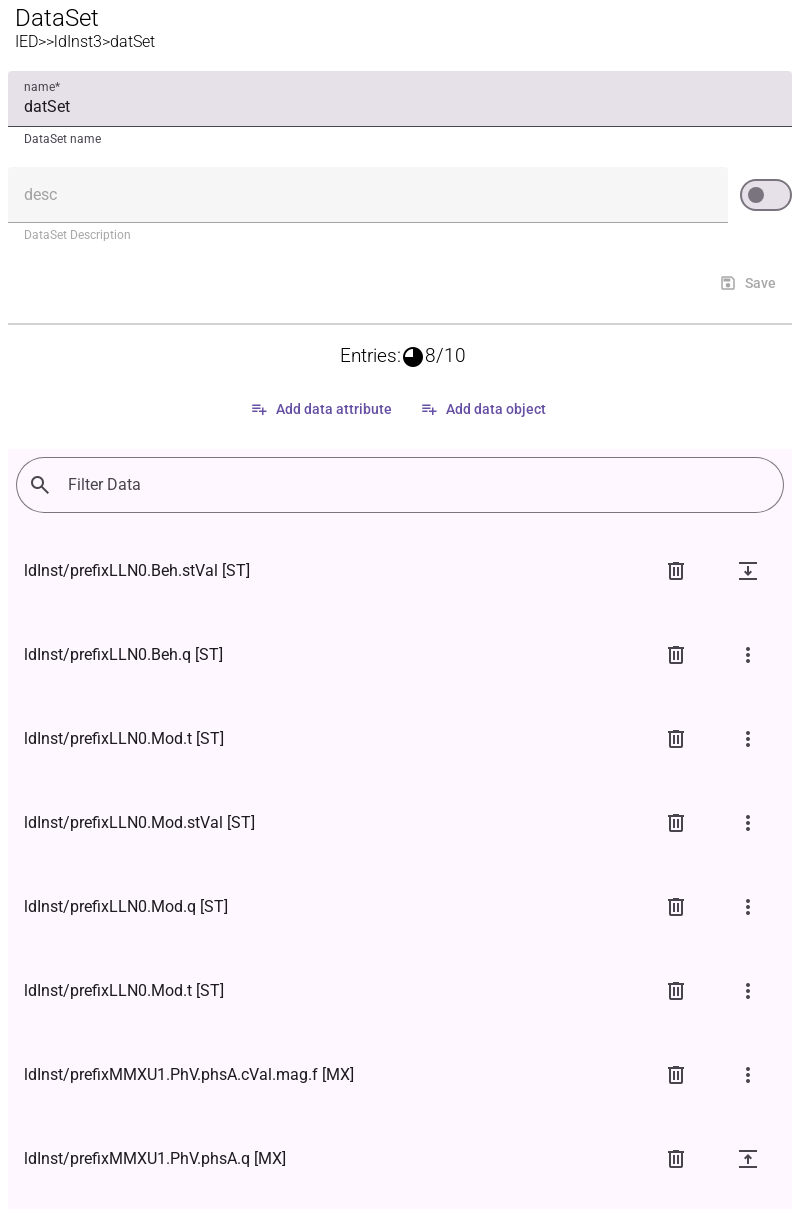 DataSet
IED>>ldInst3>datSet
name*
datSet
DataSet name
desc
DataSet Description
Save
Entries: 8/10
Add data attribute Add data object
Filter Data
ldInst/prefixLLN0.Beh.stVal [ST]
ldInst/prefixLLN0.Beh.q [ST]
ldInst/prefixLLN0.Mod.t [ST]
ldInst/prefixLLN0.Mod.stVal [ST]
ldInst/prefixLLN0.Mod.q [ST]
ldInst/prefixLLN0.Mod.t [ST]
ldInst/prefixMMXU1.PhV.phsA.cVal.mag.f [MX]
ldInst/prefixMMXU1.PhV.phsA.q [MX]